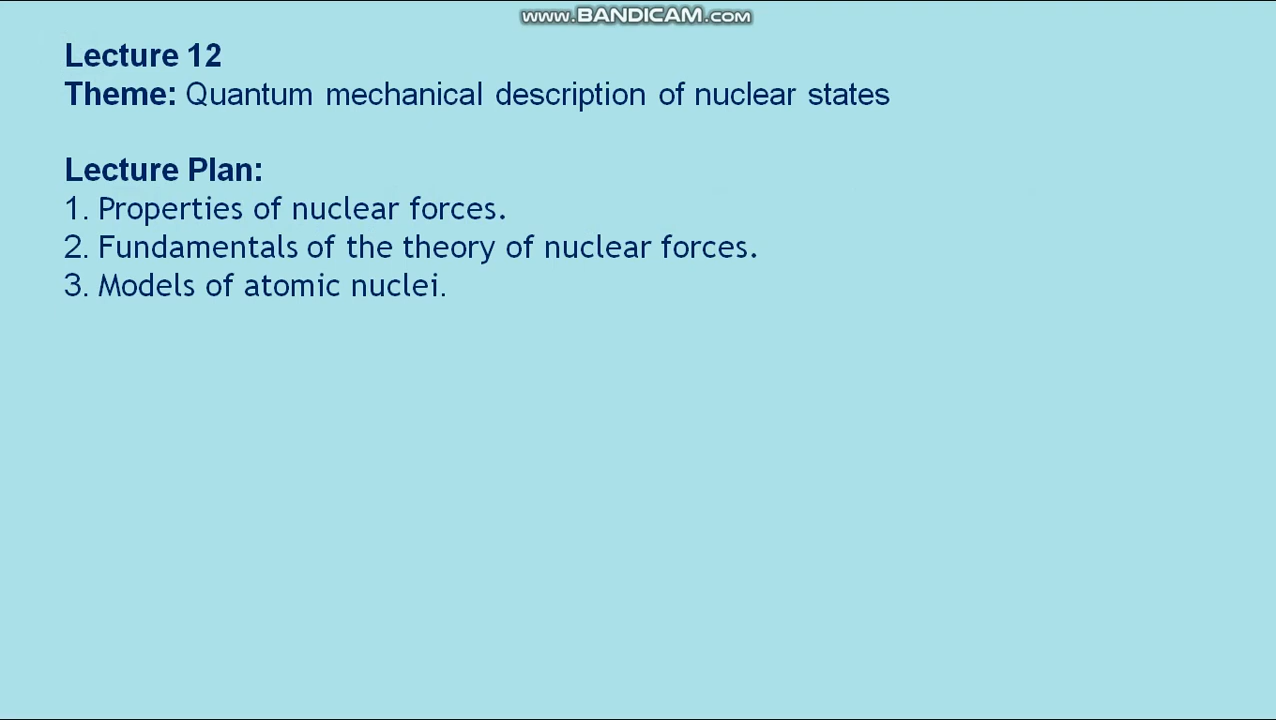 www.BANDICAM.com
Lecture 12
Theme: Quantum mechanical description of nuclear states
Lecture Plan:
1. Properties of nuclear forces.
2. Fundamentals of the theory of nuclear forces.
3. Models of atomic nuclei.